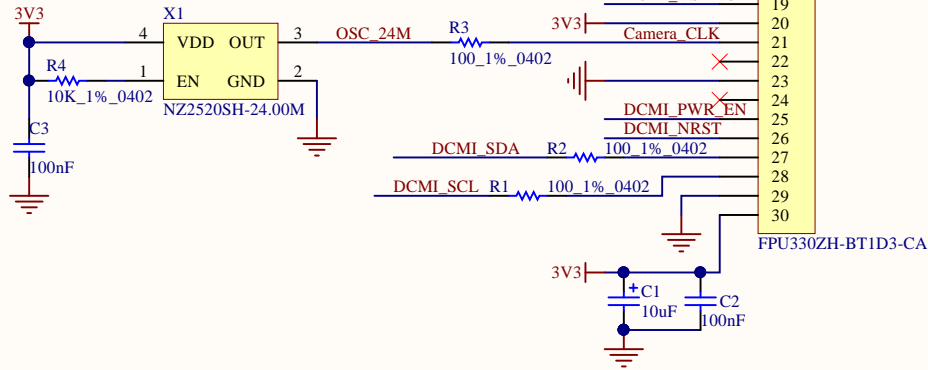 3V3
X1
4
VDD
OUT
3
OSC_24M
R3
100_1%_0402
R4
10K_1%_0402
1
EN
GND
2
NZ2520SH-24.00M
C3
100nF
3V3
Camera_CLK
19
20
21
22
23
24
25
26
27
28
29
30
DCMI_PWR_EN
DCMI_NRST
DCMI_SDA
R2
100_1%_0402
DCMI_SCL
R1
100_1%_0402
FPU330ZH-BT1D3-CA
3V3
+
C1
10uF
C2
100nF